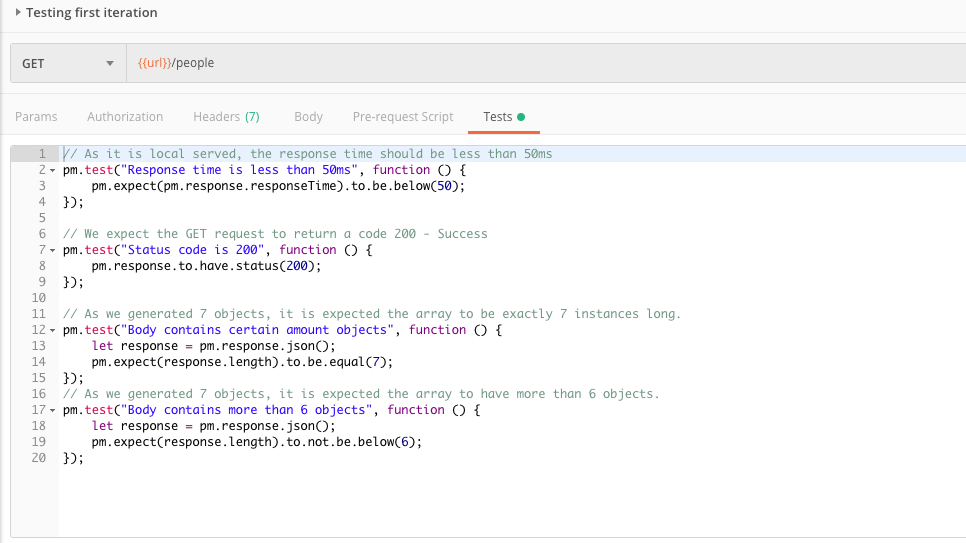 Testing first iteration
GET {{url}}/people
Params Authorization Headers (7) Body Pre-request Script Tests
1 // As it is local served, the response time should be less than 50ms
2 pm.test("Response time is less than 50ms", function () {
3     pm.expect(pm.response.responseTime).to.be.below(50);
4 });
5
6 // We expect the GET request to return a code 200 - Success
7 pm.test("Status code is 200", function () {
8     pm.response.to.have.status(200);
9 });
10
11 // As we generated 7 objects, it is expected the array to be exactly 7 instances long.
12 pm.test("Body contains certain amount objects", function () {
13     let response = pm.response.json();
14     pm.expect(response.length).to.be.equal(7);
15 });
16 // As we generated 7 objects, it is expected the array to have more than 6 objects.
17 pm.test("Body contains more than 6 objects", function () {
18     let response = pm.response.json();
19     pm.expect(response.length).to.not.be.below(6);
20 });